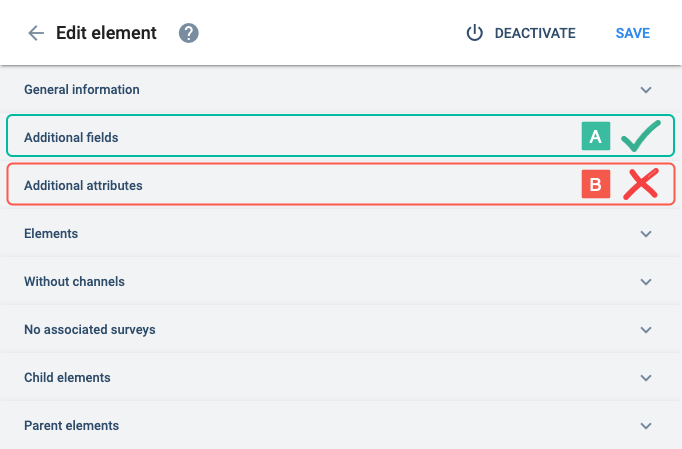 Edit element ?
DEACTIVATE SAVE
General information
Additional fields A
Additional attributes B
Elements
Without channels
No associated surveys
Child elements
Parent elements